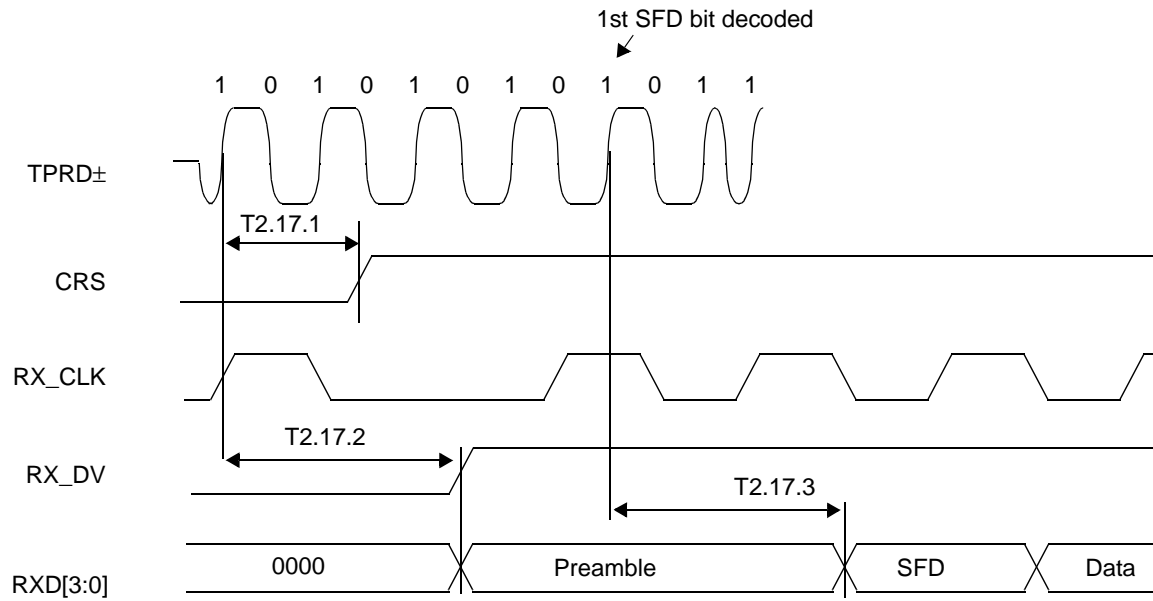 1st SFD bit decoded
1 0 1 0 1 0 1 0 1 0 1 1
TPRD±
T2.17.1
CRS
RX_CLK
T2.17.2
RX_DV
T2.17.3
RXD[3:0] 0000 Preamble SFD Data